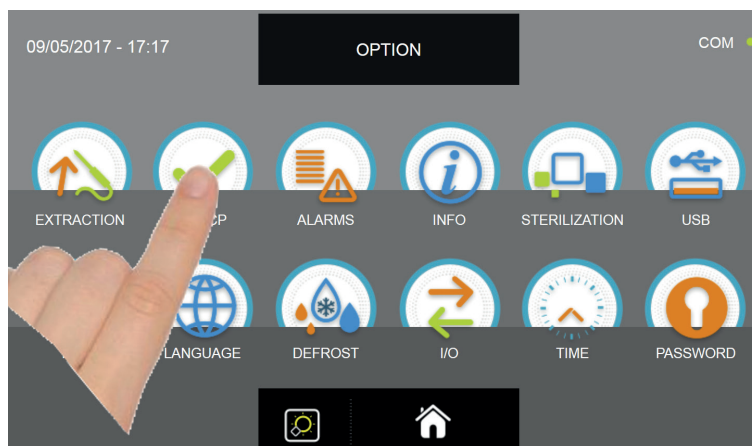 09/05/2017 - 17:17
OPTION
COM
EXTRACTION
CP
ALARMS
INFO
STERILIZATION
USB
LANGUAGE
DEFROST
I/O
TIME
PASSWORD